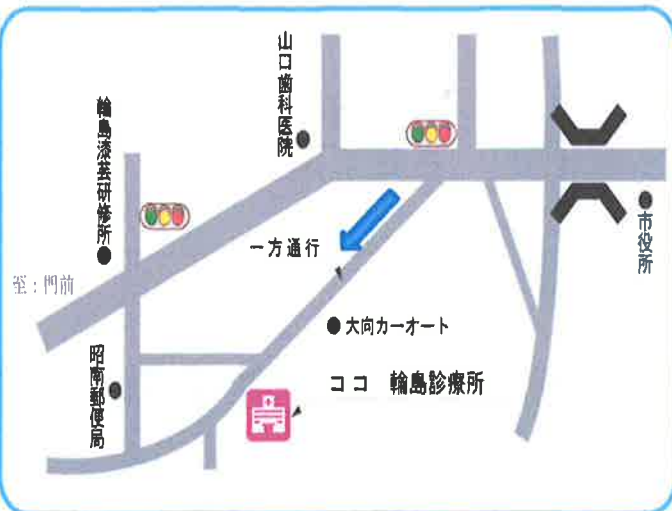 山口歯科医院
輪島漆芸研修所
一方通行
市役所
至：門前
大向カーオート
昭南郵便局
ココ 輪島診療所